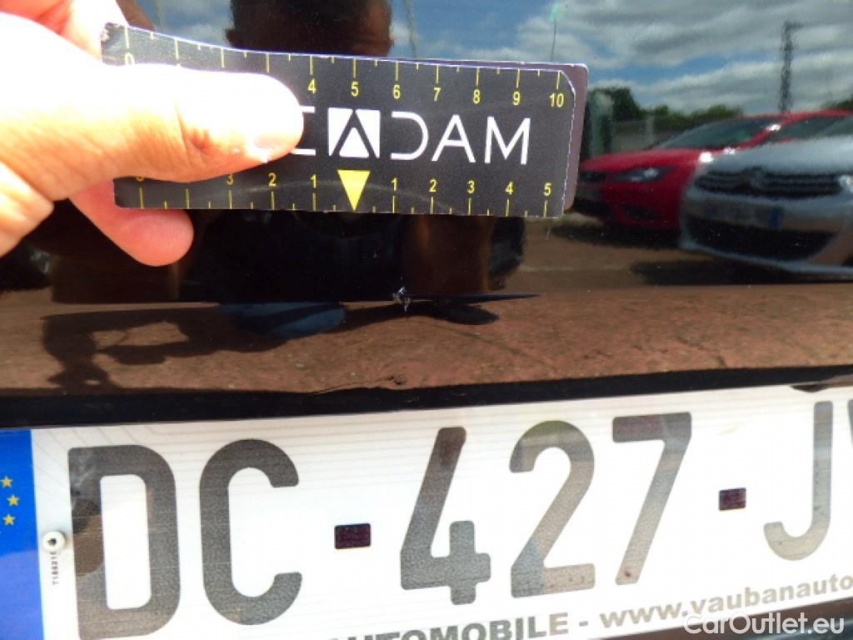 0 4 5 6 7 8 9 10
CADAM
3 2 1 1 2 3 4 5
DC-427-J
AUTOMOBILE - www.vaubanauto
CarOutlet.eu